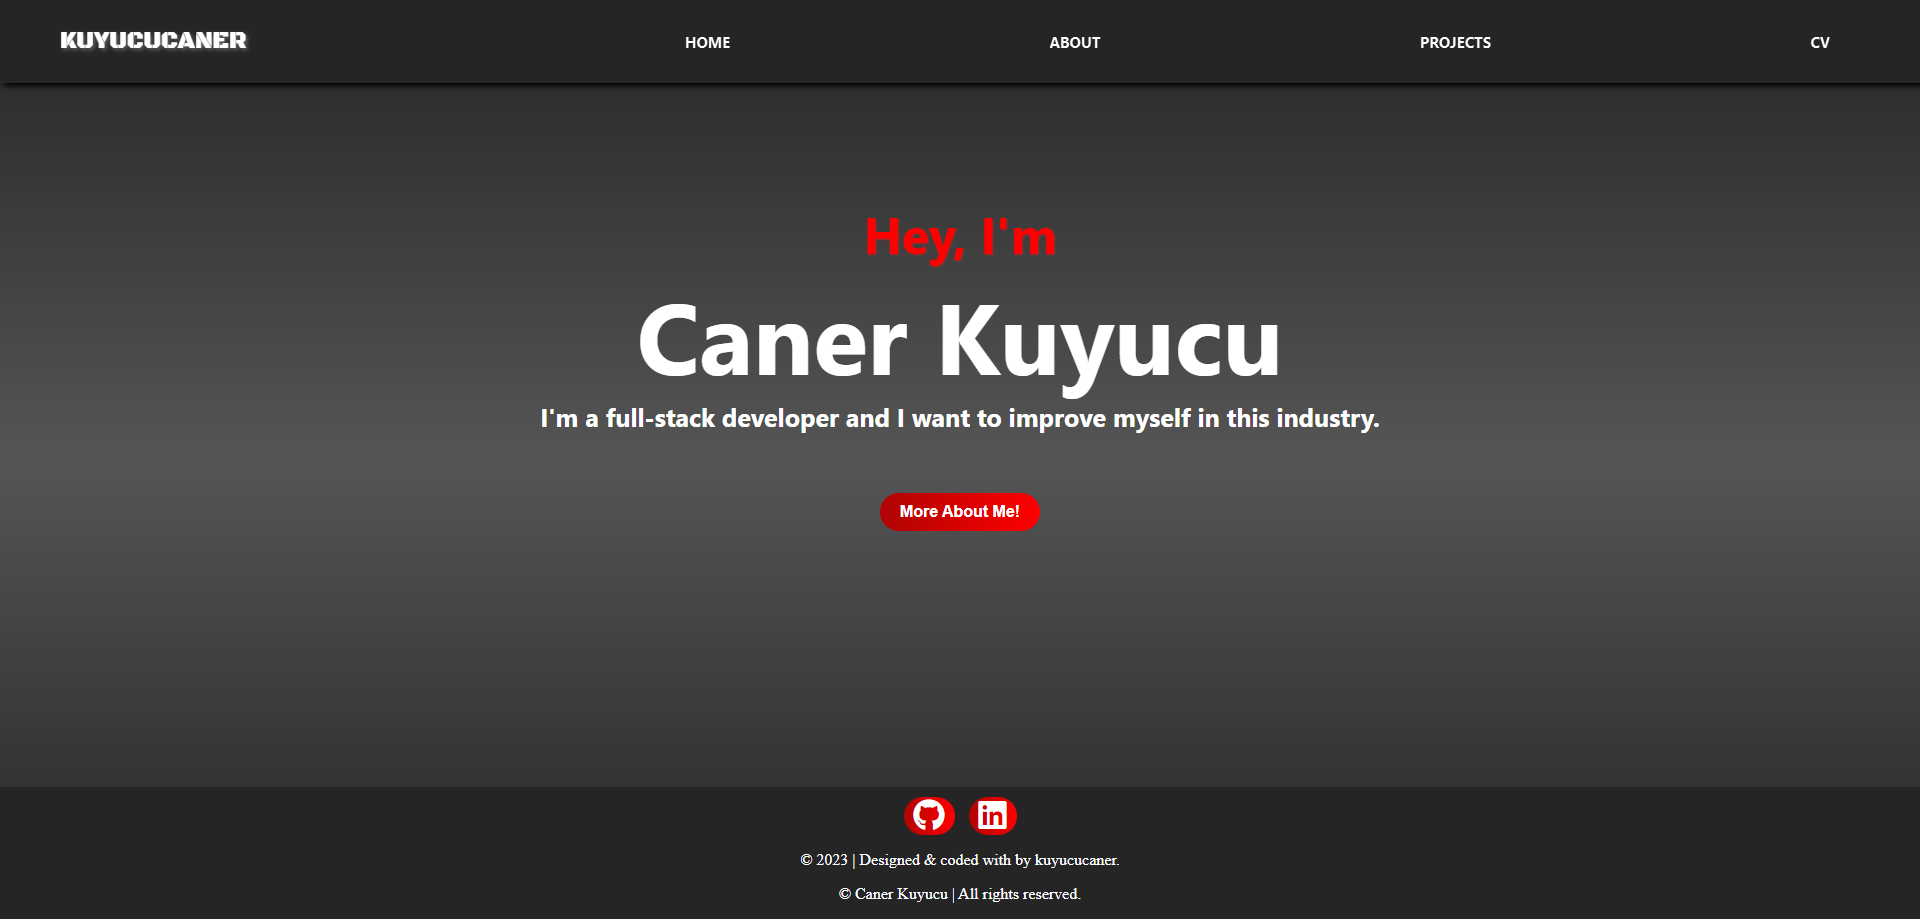 KUYUCUCANER
HOME
ABOUT
PROJECTS
CV
Hey, I'm
Caner Kuyucu
I'm a full-stack developer and I want to improve myself in this industry.
More About Me!
in
© 2023 | Designed & coded with by kuyucucaner.
© Caner Kuyucu | All rights reserved.